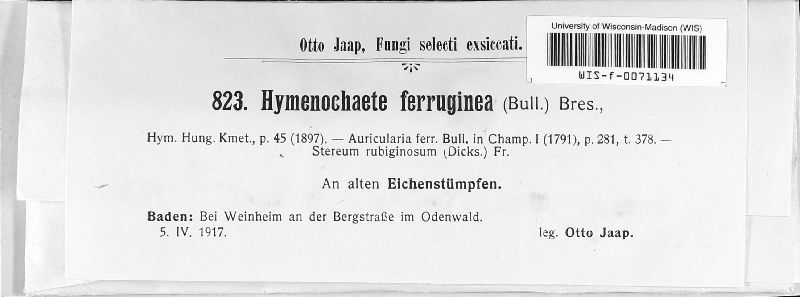 Otto Jaap, Fungi selecti exsiccati.
University of Wisconsin-Madison (WIS)
WIS-f-0071134
823. Hymenochaete ferruginea (Bull.) Bres.,
Hym. Hung. Kmet., p. 45 (1897). — Auricularia ferr. Bull. in Champ. I (1791), p. 281, t. 378. —
Stereum rubiginosum (Dicks.) Fr.
An alten Eichenstümpfen.
Baden: Bei Weinheim an der Bergstraße im Odenwald.
5. IV. 1917. leg. Otto Jaap.